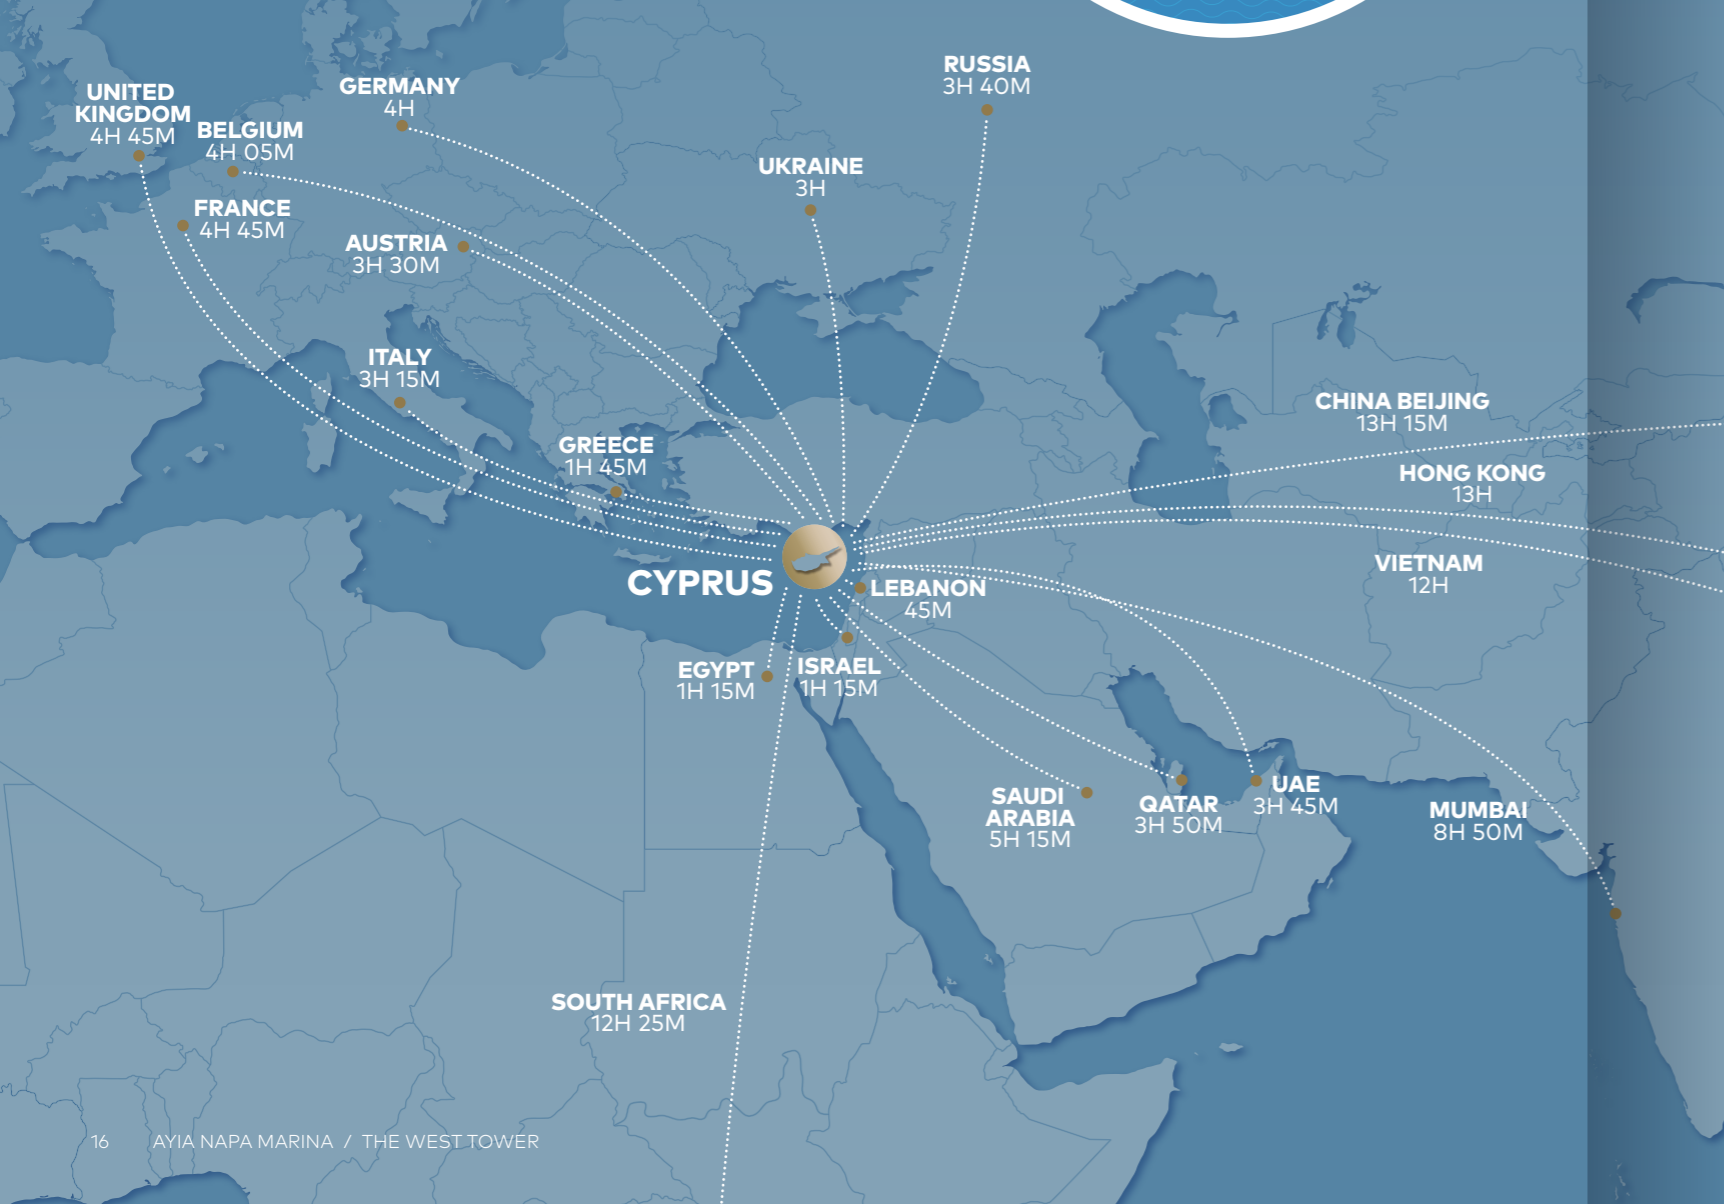 RUSSIA
3H 40M
UNITED
KINGDOM
4H 45M
GERMANY
4H
BELGIUM
4H 05M
UKRAINE
3H
FRANCE
4H 45M
AUSTRIA
3H 30M
ITALY
3H 15M
CHINA BEIJING
13H 15M
GREECE
1H 45M
HONG KONG
13H
VIETNAM
12H
CYPRUS
LEBANON
45M
EGYPT
1H 15M
ISRAEL
1H 15M
SAUDI
ARABIA
5H 15M
QATAR
3H 50M
UAE
3H 45M
MUMBAI
8H 50M
SOUTH AFRICA
12H 25M
16 AYIA NAPA MARINA / THE WEST TOWER